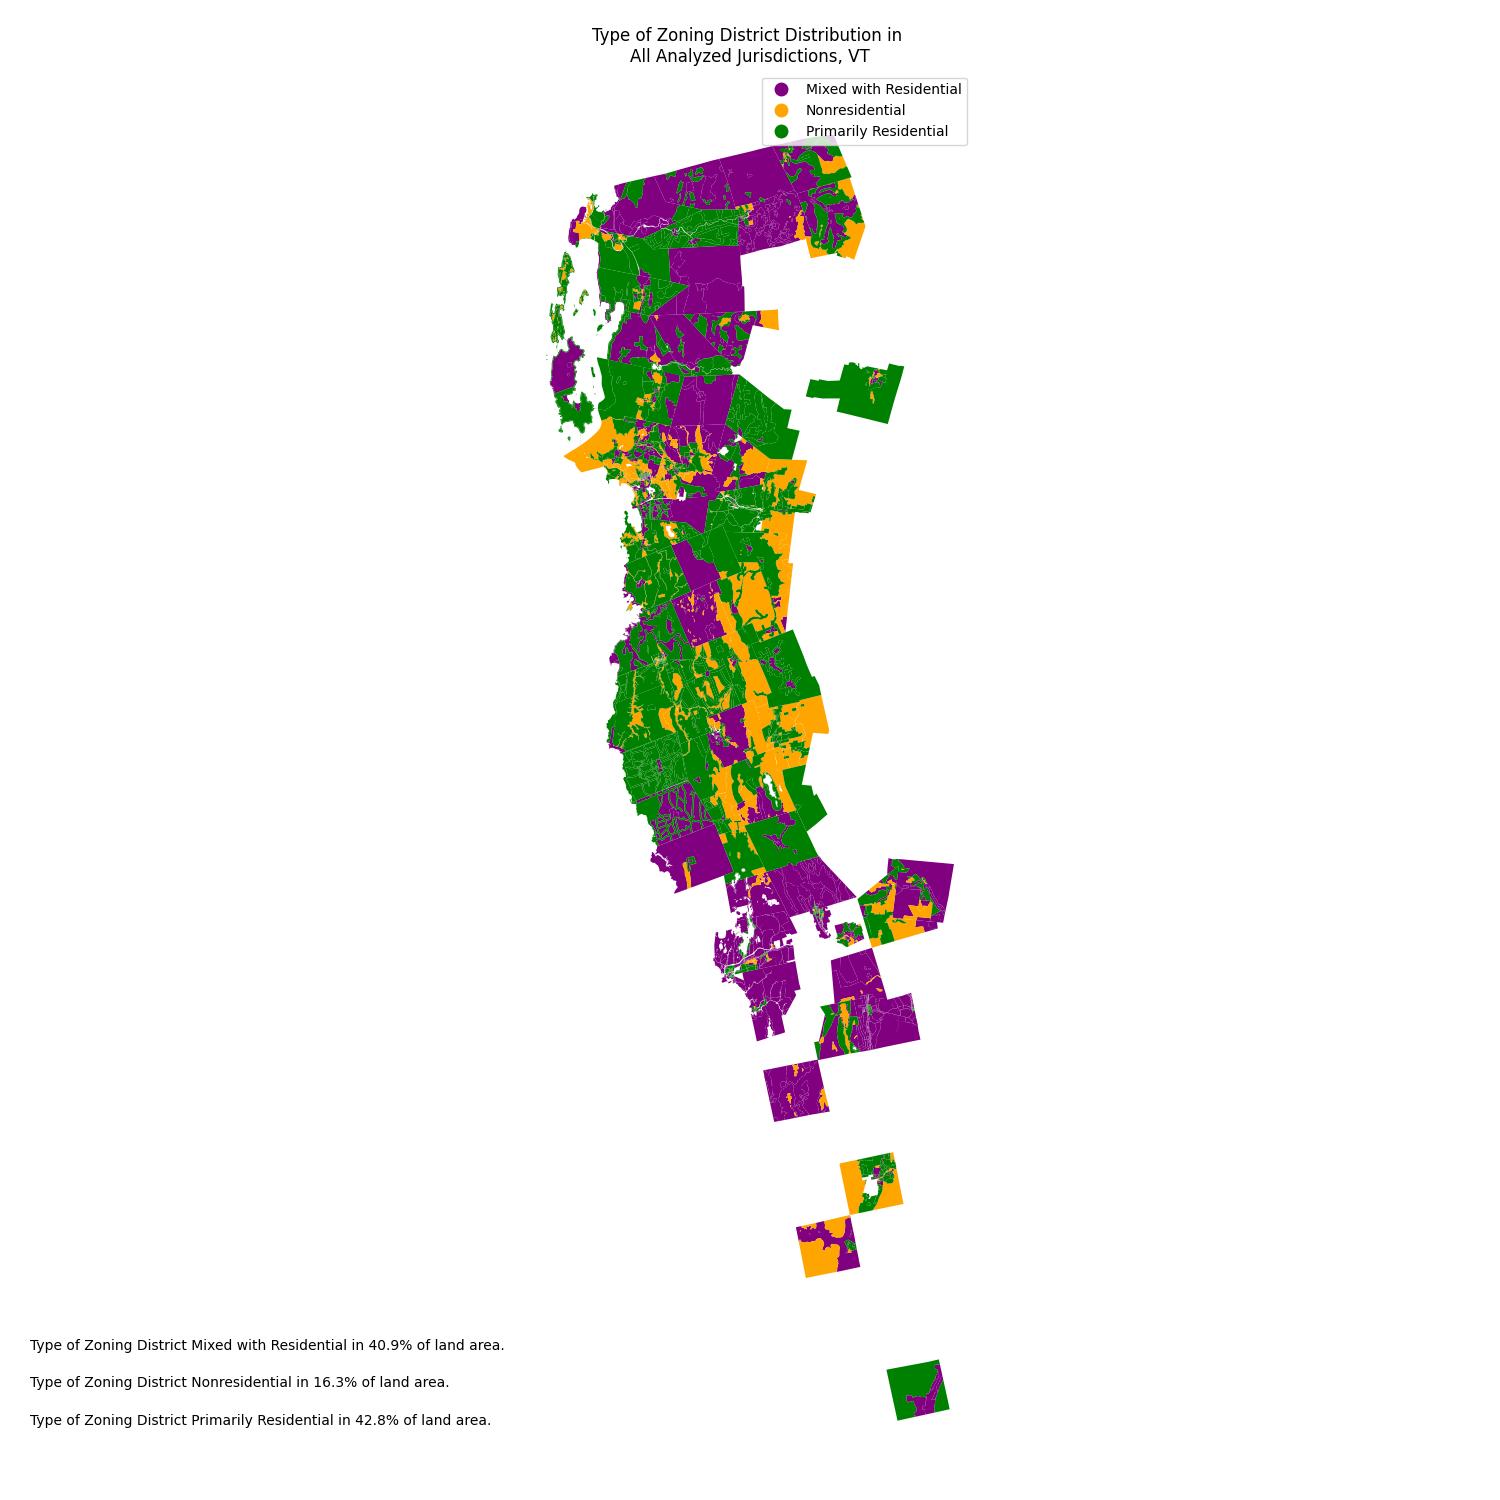 Type of Zoning District Distribution in
All Analyzed Jurisdictions, VT
Mixed with Residential
Nonresidential
Primarily Residential
Type of Zoning District Mixed with Residential in 40.9% of land area.
Type of Zoning District Nonresidential in 16.3% of land area.
Type of Zoning District Primarily Residential in 42.8% of land area.